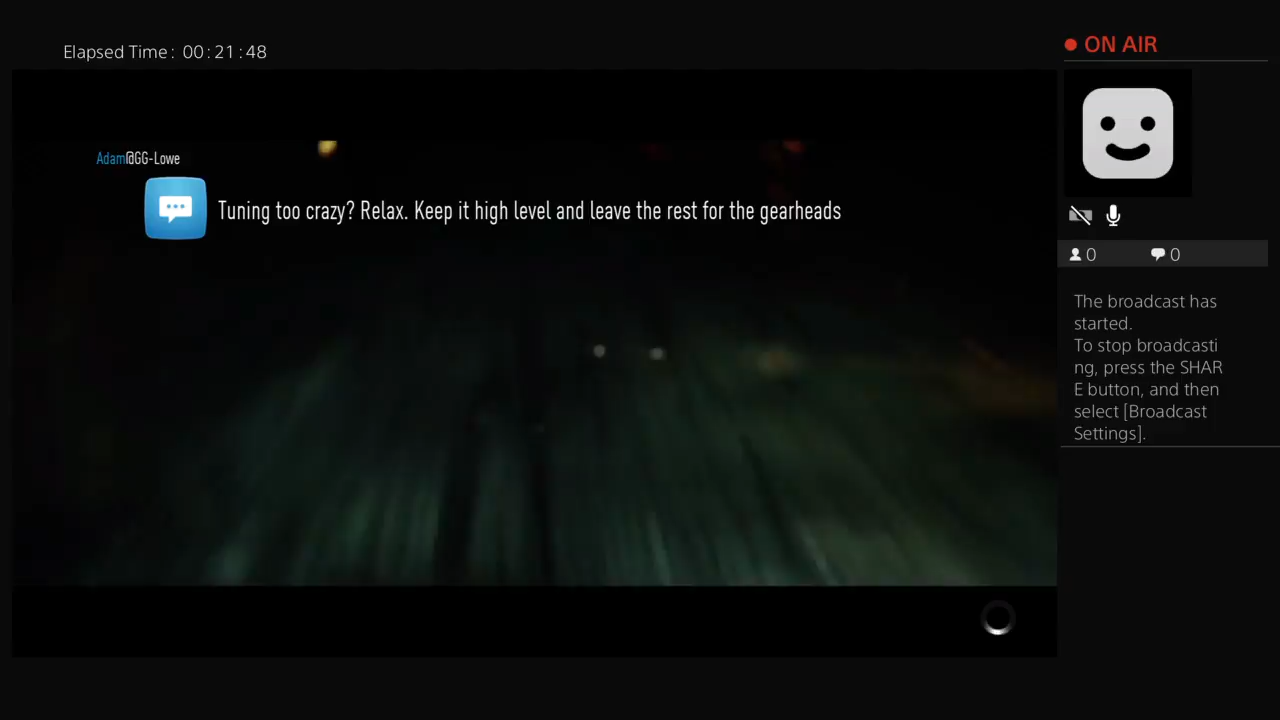 Elapsed Time: 00:21:48
ON AIR
Adam@GG-Lowe
Tuning too crazy? Relax. Keep it high level and leave the rest for the gearheads
0 0
The broadcast has
started.
To stop broadcasti
ng, press the SHAR
E button, and then
select [Broadcast
Settings].